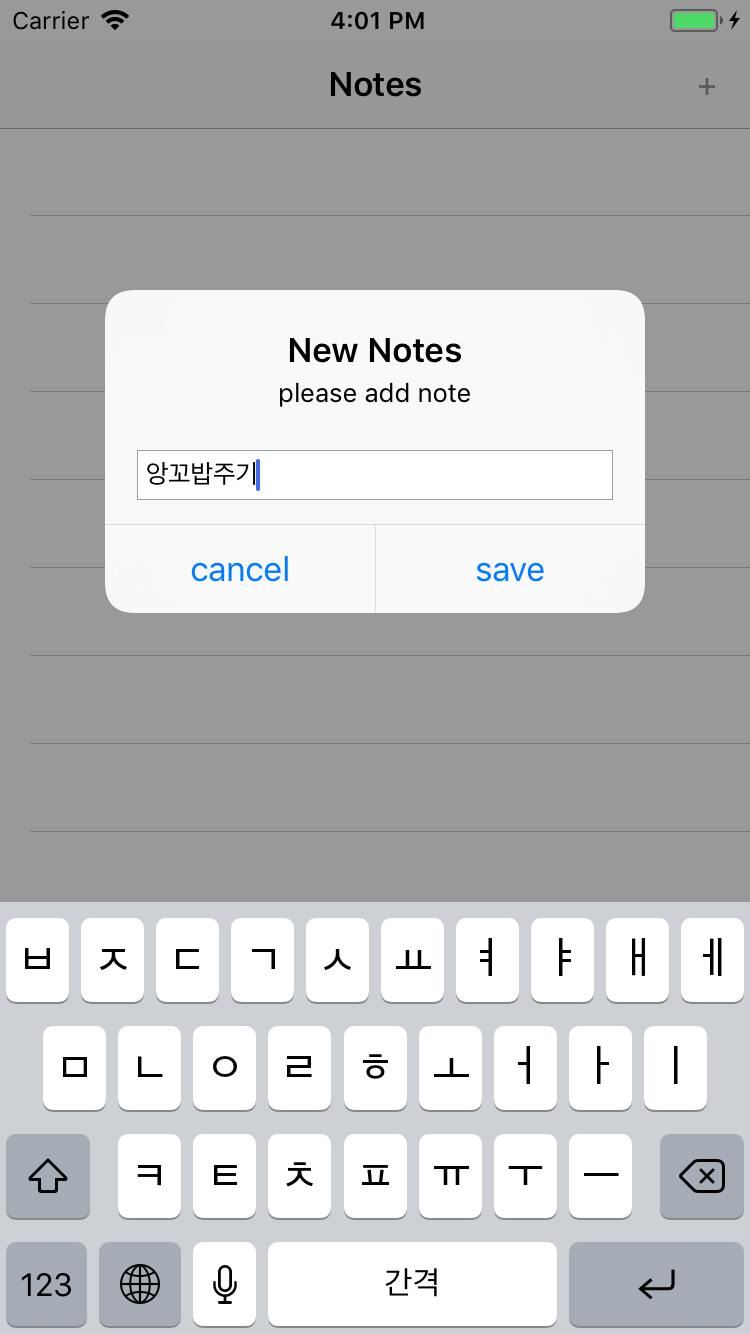 Carrier 4:01 PM
Notes +
New Notes
please add note
앙꼬밥주기
cancel save
ㅂ ㅈ ㄷ ㄱ ㅅ ㅛ ㅕ ㅑ ㅐ ㅔ
ㅁ ㄴ ㅇ ㄹ ㅎ ㅗ ㅓ ㅏ ㅣ
ㅋ ㅌ ㅊ ㅍ ㅠ ㅜ ㅡ
123 간격